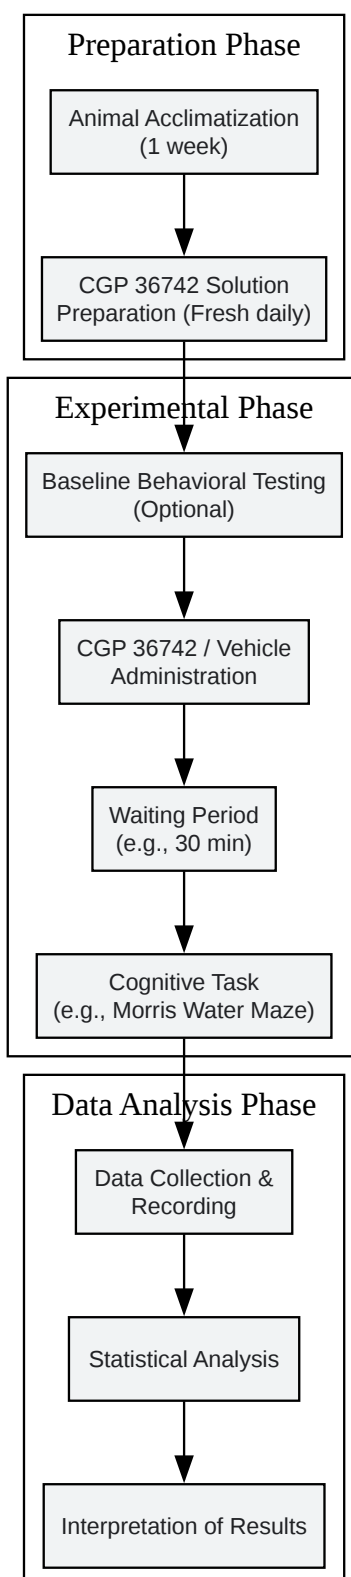 Preparation Phase
Animal Acclimatization
(1 week)
CGP 36742 Solution
Preparation (Fresh daily)
Experimental Phase
Baseline Behavioral Testing
(Optional)
CGP 36742 / Vehicle
Administration
Waiting Period
(e.g., 30 min)
Cognitive Task
(e.g., Morris Water Maze)
Data Analysis Phase
Data Collection &
Recording
Statistical Analysis
Interpretation of Results